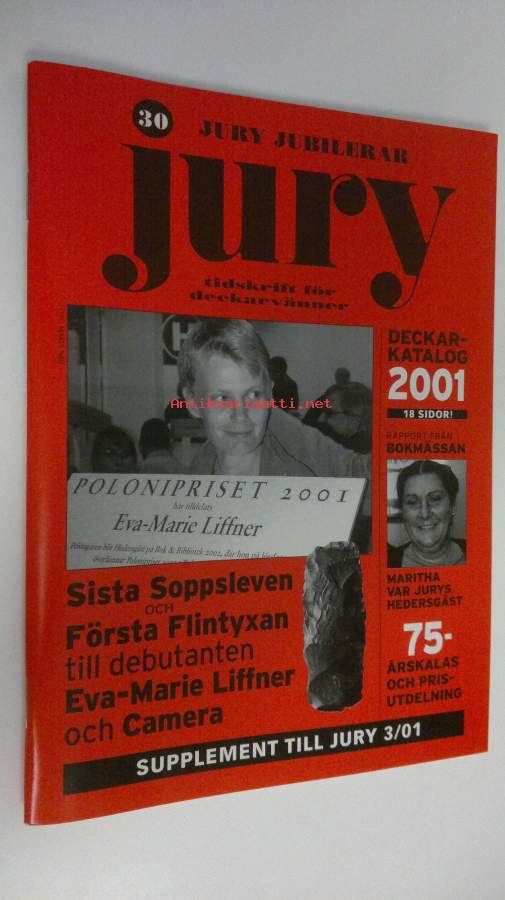 30
JURY JUBILERAR
jury
tidskrift för
deckarvänner
DECKAR-
KATALOG
2001
18 SIDOR!
RAPPORT FRÅN
BOKMÄSSAN
MARITHA
VAR JURYS
HEDERSGÄST
75-
ÅRSKALAS
OCH PRIS-
UTDELNING
Antikvariaatti.net
POLONIPRISET 2001
har tilldelats
Eva-Marie Liffner
Sista Soppsleven
OCH
Första Flintyxan
till debutanten
Eva-Marie Liffner
och Camera
SUPPLEMENT TILL JURY 3/01